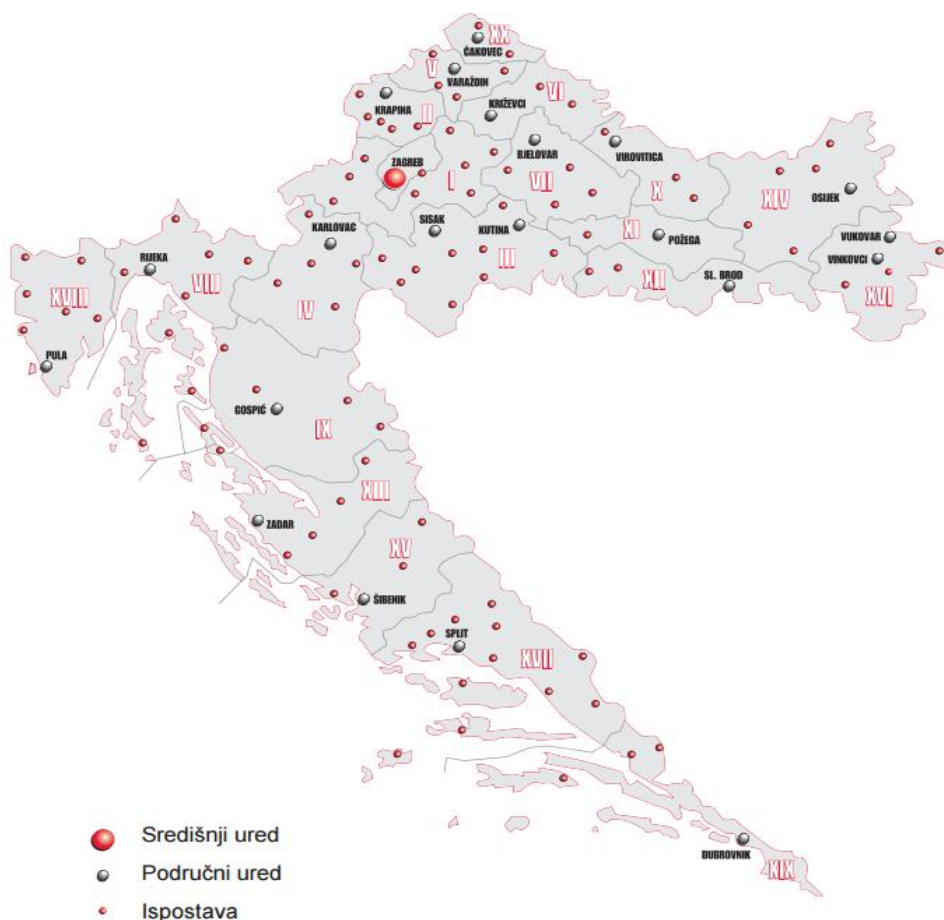 XX
ČAKOVEC
V
VARAŽDIN
VI
KRAPINA
II
KRIŽEVCI
ZAGREB
I
BJELOVAR
VII
VIROVITICA
X
XIV
OSIJEK
SISAK
KUTINA
KARLOVAC
XI
POŽEGA
VUKOVAR
VINKOVCI
III
RIJEKA
VIII
XVIII
IV
XII
SL. BROD
XVI
PULA
GOSPIĆ
IX
XIII
ZADAR
XV
ŠIBENIK
SPLIT
XVII
Središnji ured
DUBROVNIK
XIX
Područni ured
Ispostava